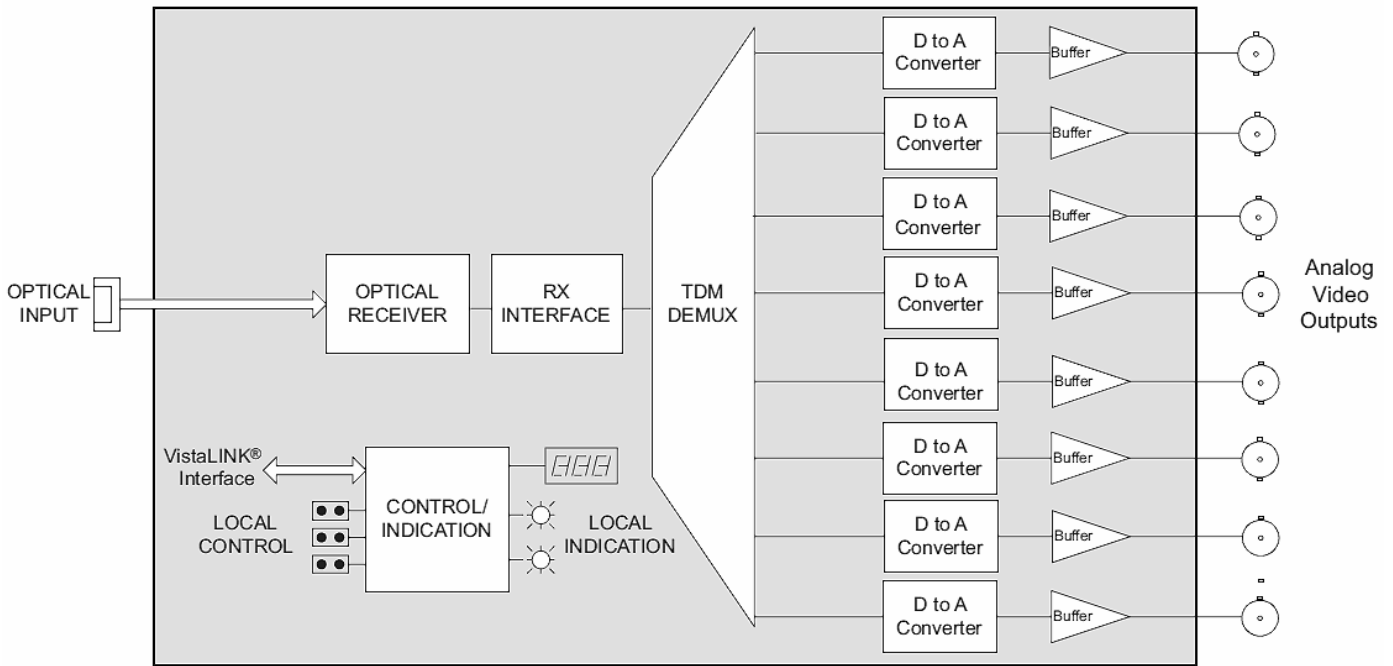 D to A
Converter
Buffer
D to A
Converter
Buffer
D to A
Converter
Buffer
OPTICAL
INPUT
OPTICAL
RECEIVER
RX
INTERFACE
TDM
DEMUX
D to A
Converter
Buffer
Analog
Video
Outputs
D to A
Converter
Buffer
VistaLINK®
Interface
LOCAL
CONTROL
CONTROL/
INDICATION
LOCAL
INDICATION
D to A
Converter
Buffer
D to A
Converter
Buffer
D to A
Converter
Buffer